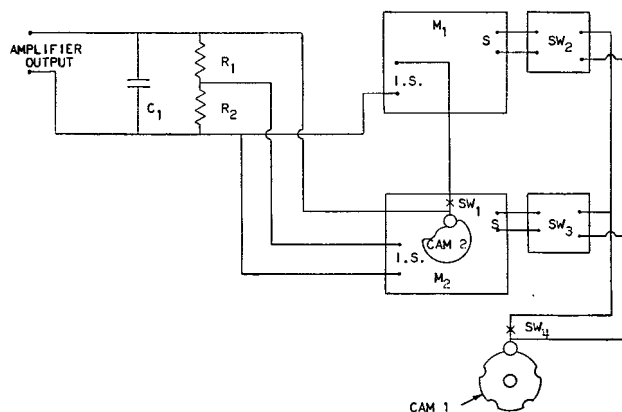 AMPLIFIER
OUTPUT
C1
R1
R2
M1
I.S.
S
SW2
SW1
CAM 2
I.S.
M2
S
SW3
SW4
CAM 1